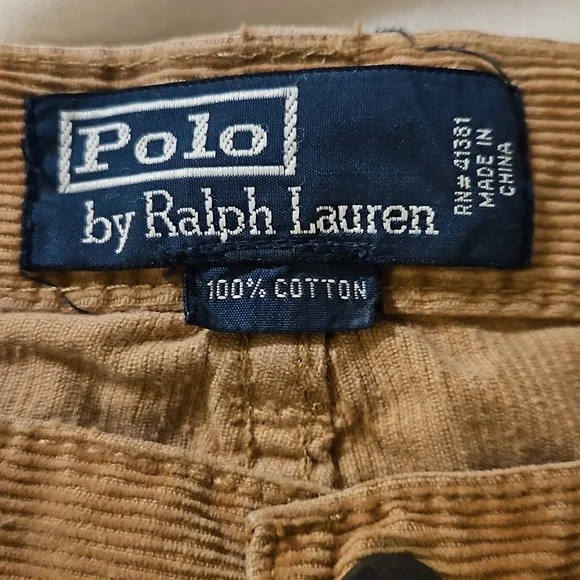 Polo
by Ralph Lauren
RN# 41381
MADE IN
CHINA
100% COTTON